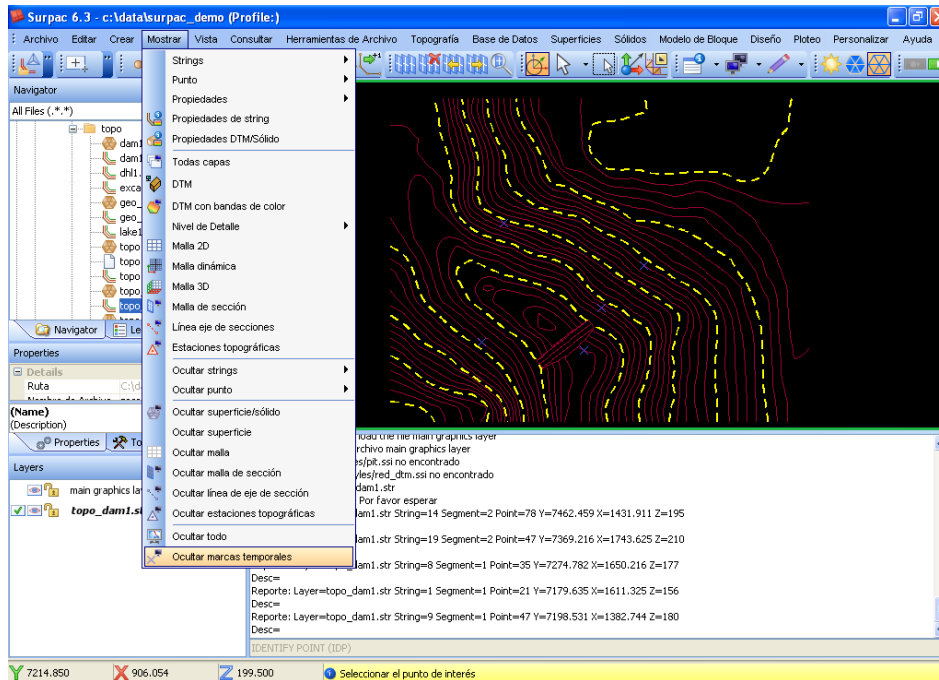 Surpac 6.3 - c:\data\surpac_demo (Profile:)
Archivo Editar Crear Mostrar Vista Consultar Herramientas de Archivo Topografía Base de Datos Superficies Sólidos Modelo de Bloque Diseño Ploteo Personalizar Ayuda
Navigator
All Files (.*.*)
topo
dam1
dam1
dhl1.
exca
geo_
geo_
lake1
topo
topo
topo
topo
topo
Navigator Le
Properties
Details
Ruta C:\d
(Name)
(Description)
Properties To
Layers
main graphics la
topo_dam1.s
Strings
Punto
Propiedades
Propiedades de string
Propiedades DTM/Sólido
Todas capas
DTM
DTM con bandas de color
Nivel de Detalle
Malla 2D
Malla dinámica
Malla 3D
Malla de sección
Línea eje de secciones
Estaciones topográficas
Ocultar strings
Ocultar punto
Ocultar superficie/sólido
Ocultar superficie
Ocultar malla
Ocultar malla de sección
Ocultar línea de eje de sección
Ocultar estaciones topográficas
Ocultar todo
Ocultar marcas temporales
load the file main graphics layer
rchivo main graphics layer
es/pit.ssi no encontrado
yles/red_dtm.ssi no encontrado
dam1.str
Por favor esperar
dam1.str String=14 Segment=2 Point=78 Y=7462.459 X=1431.911 Z=195
dam1.str String=19 Segment=2 Point=47 Y=7369.216 X=1743.625 Z=210
dam1.str String=8 Segment=1 Point=35 Y=7274.782 X=1650.216 Z=177
Desc=
Reporte: Layer=topo_dam1.str String=1 Segment=1 Point=21 Y=7179.635 X=1611.325 Z=156
Desc=
Reporte: Layer=topo_dam1.str String=9 Segment=1 Point=47 Y=7198.531 X=1382.744 Z=180
Desc=
IDENTIFY POINT (IDP)
Y 7214.850 X 906.054 Z 199.500 Seleccionar el punto de interés